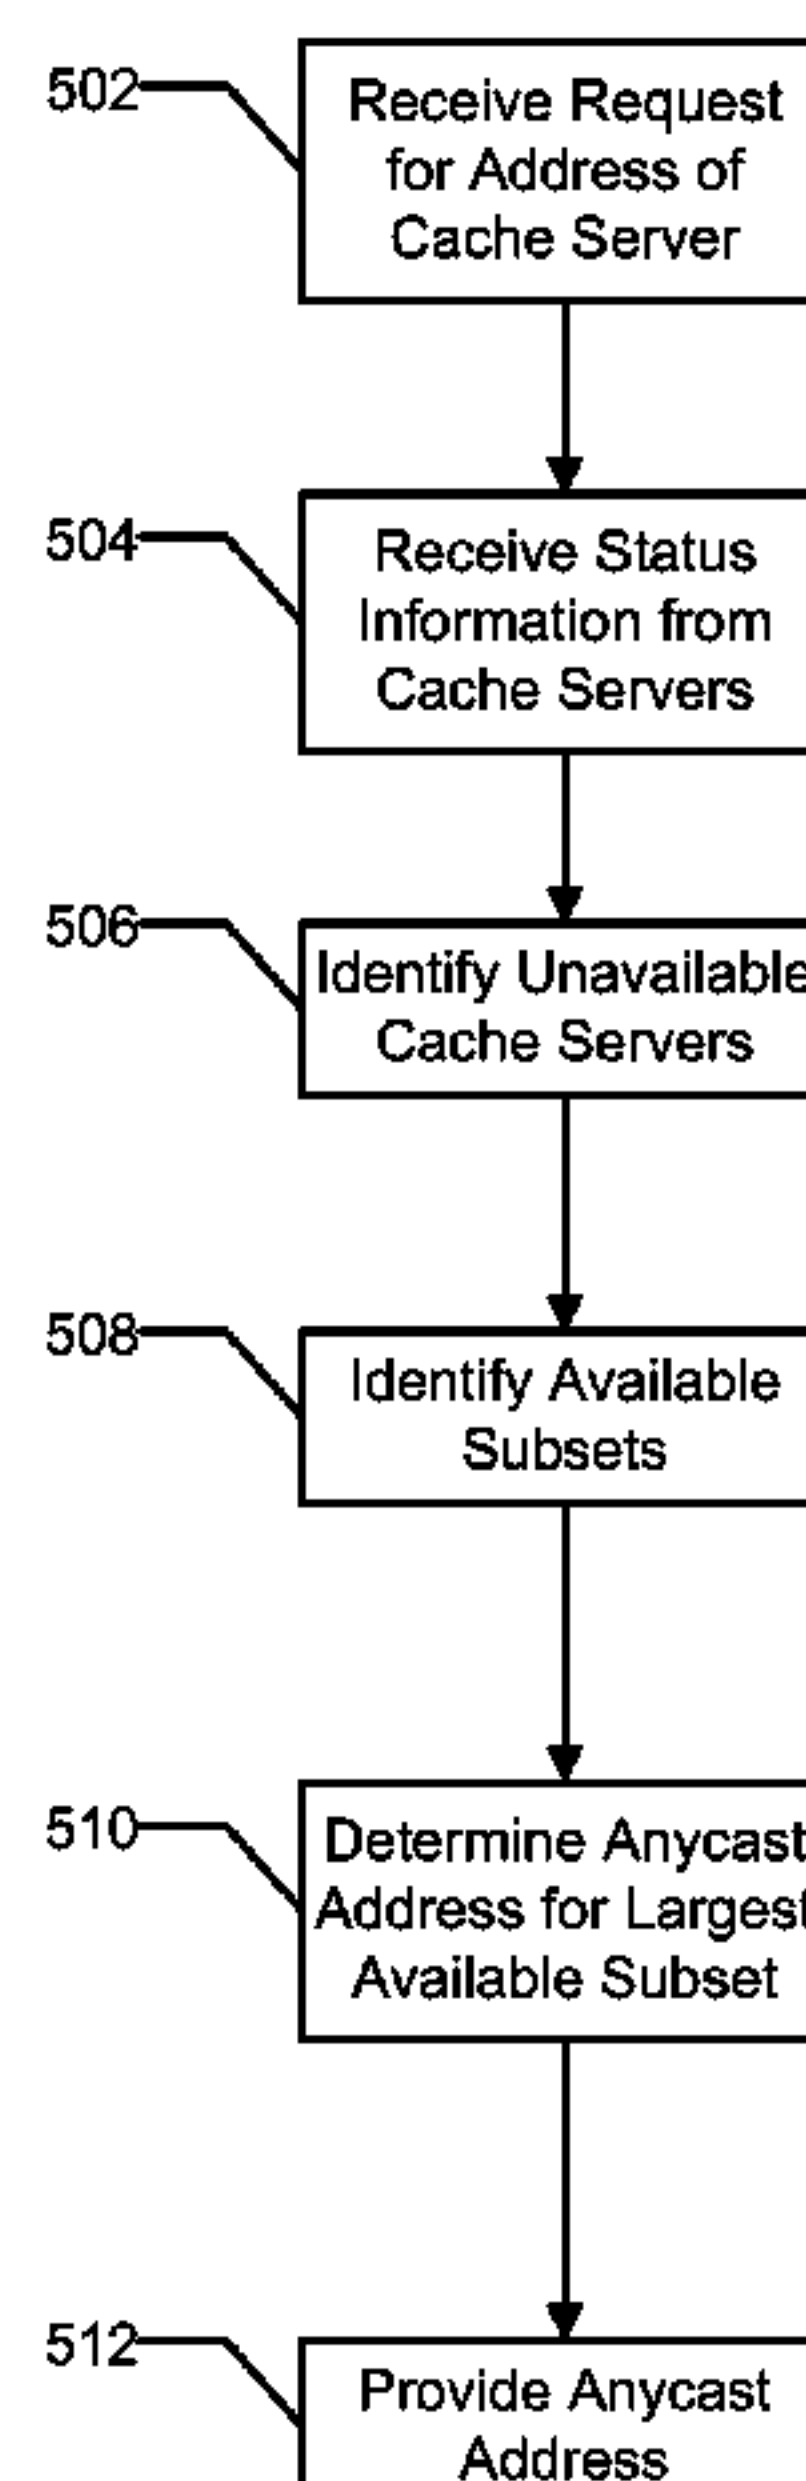 502
Receive Request
for Address of
Cache Server
504
Receive Status
Information from
Cache Servers
506
Identify Unavailable
Cache Servers
508
Identify Available
Subsets
510
Determine Anycast
Address for Largest
Available Subset
512
Provide Anycast
Address